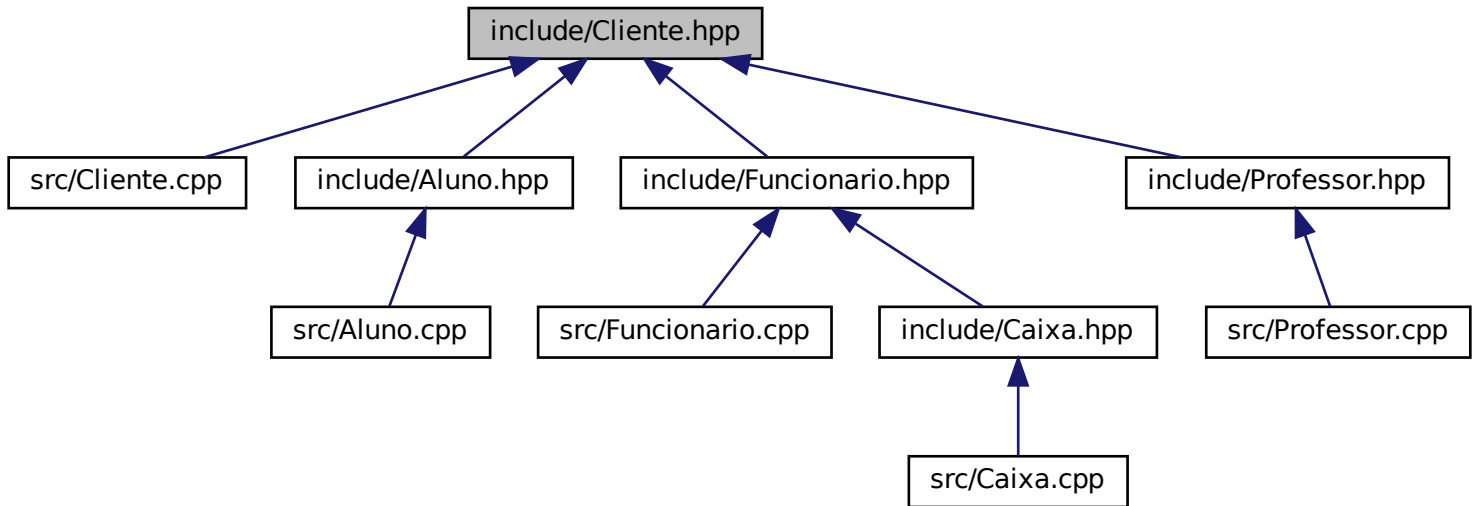 include/Cliente.hpp
src/Cliente.cpp
include/Aluno.hpp
include/Funcionario.hpp
include/Professor.hpp
src/Aluno.cpp
src/Funcionario.cpp
include/Caixa.hpp
src/Professor.cpp
src/Caixa.cpp